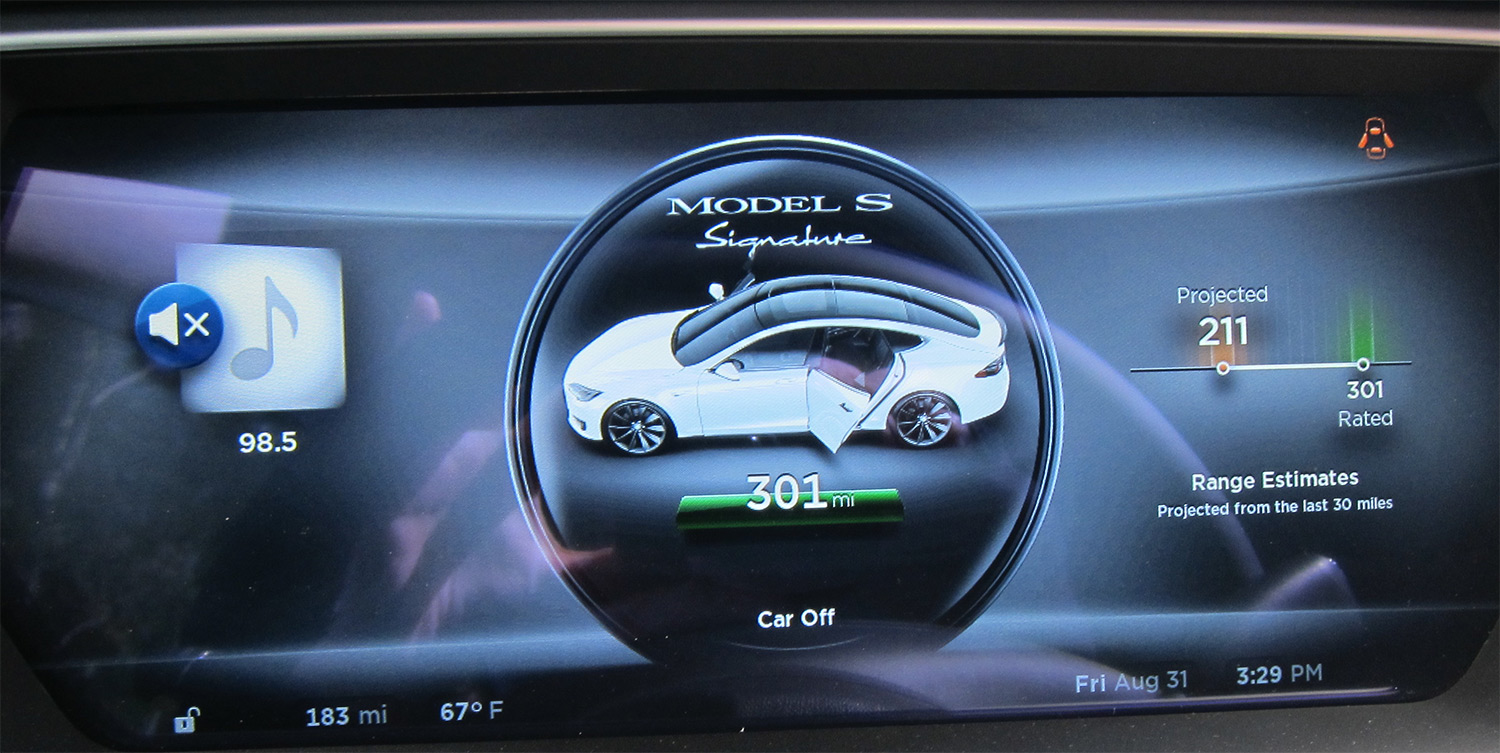 MODEL S
Signature
98.5
Projected
211
301
Rated
Range Estimates
Projected from the last 30 miles
301 mi
Car Off
183 mi
67° F
Fri Aug 31
3:29 PM